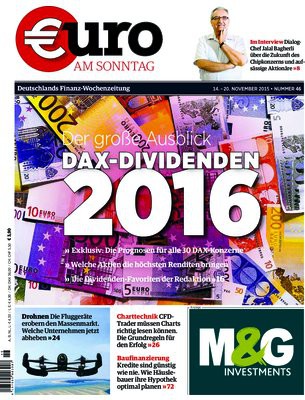 €uro
AM SONNTAG
Im Interview Dialog-
Chef Jalal Bagherli
über die Zukunft des
Chipkonzerns und auf-
sässige Aktionäre »8
Deutschlands Finanz-Wochenzeitung
14. – 20. NOVEMBER 2015 • NUMMER 46
Der große Ausblick
DAX-DIVIDENDEN
2016
» Exklusiv: Die Prognosen für alle 30 DAX-Konzerne
» Welche Aktien die höchsten Renditen bringen
» Die Dividenden-Favoriten der Redaktion »16
Drohnen Die Fluggeräte
erobern den Massenmarkt.
Welche Unternehmen jetzt
abheben »24
Charttechnik CFD-
Trader müssen Charts
richtig lesen können.
Die Grundregeln für
den Erfolg »26
Baufinanzierung
Kredite sind günstig
wie nie. Wie Häusle-
bauer ihre Hypothek
optimal planen »72
M&G
INVESTMENTS